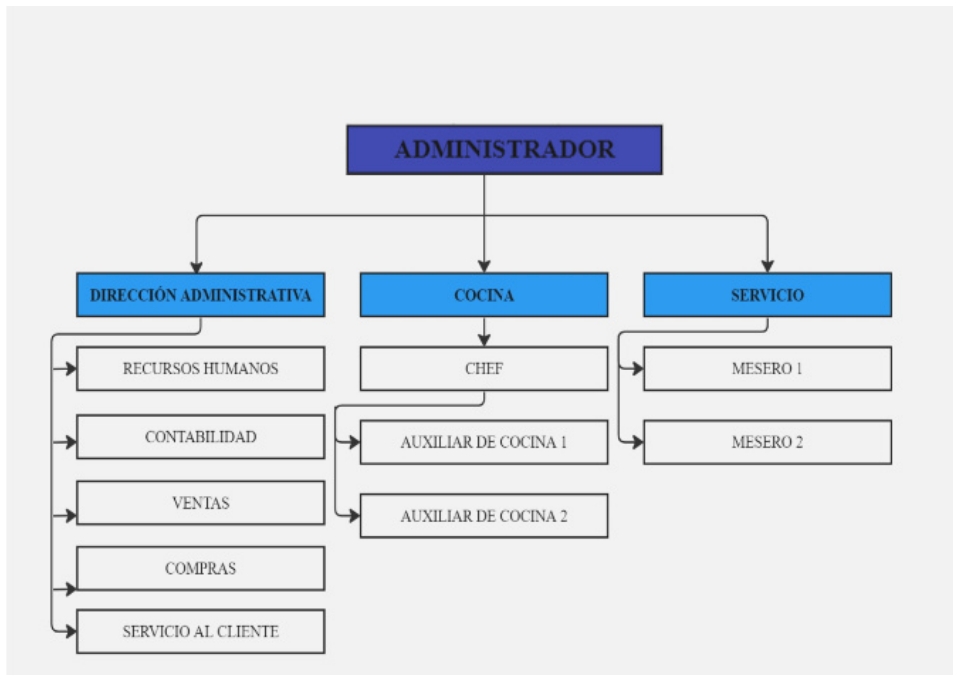 ADMINISTRADOR
DIRECCIÓN ADMINISTRATIVA
RECURSOS HUMANOS
CONTABILIDAD
VENTAS
COMPRAS
SERVICIO AL CLIENTE
COCINA
CHEF
AUXILIAR DE COCINA 1
AUXILIAR DE COCINA 2
SERVICIO
MESERO 1
MESERO 2